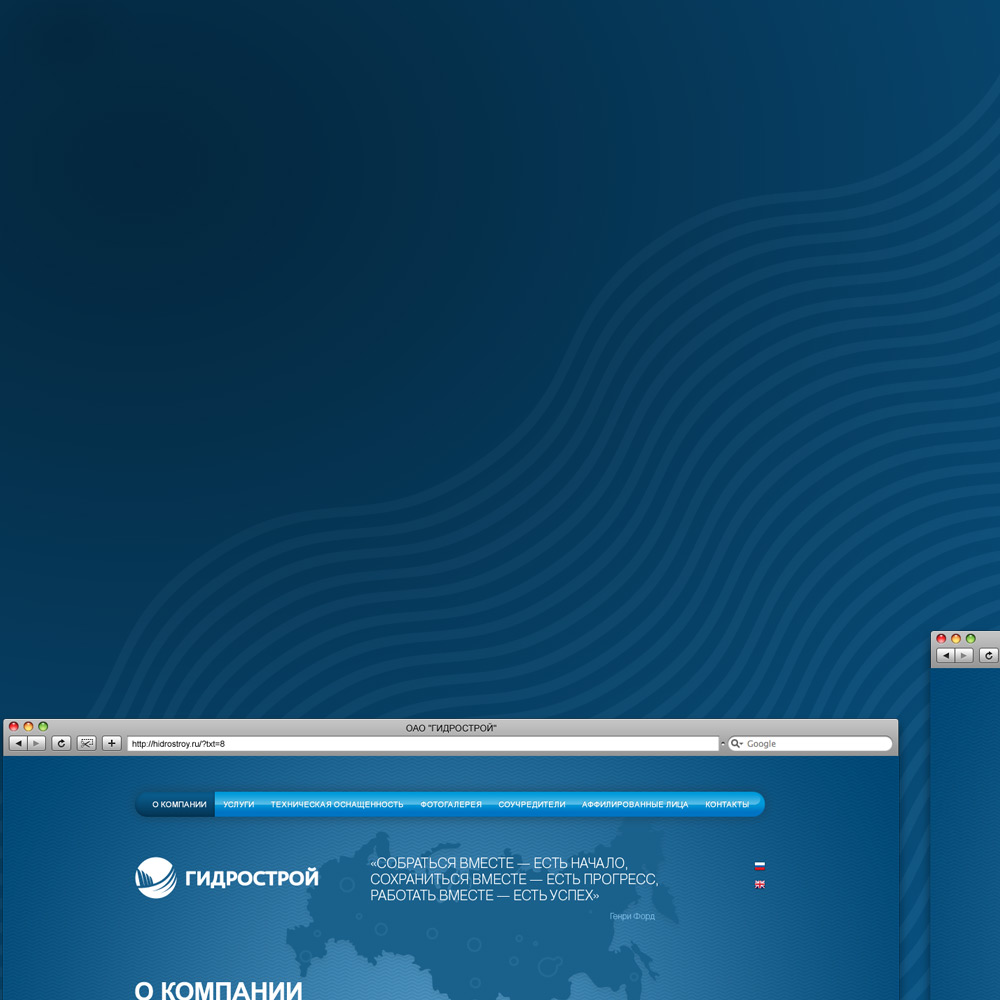 ОАО "ГИДРОСТРОЙ"
http://hidrostroy.ru/?txt=8
Google
О КОМПАНИИ УСЛУГИ ТЕХНИЧЕСКАЯ ОСНАЩЕННОСТЬ ФОТОГАЛЕРЕЯ СОУЧРЕДИТЕЛИ АФФИЛИРОВАННЫЕ ЛИЦА КОНТАКТЫ
ГИДРОСТРОЙ
«СОБРАТЬСЯ ВМЕСТЕ — ЕСТЬ НАЧАЛО,
СОХРАНИТЬСЯ ВМЕСТЕ — ЕСТЬ ПРОГРЕСС,
РАБОТАТЬ ВМЕСТЕ — ЕСТЬ УСПЕХ»
Генри Форд
О КОМПАНИИ